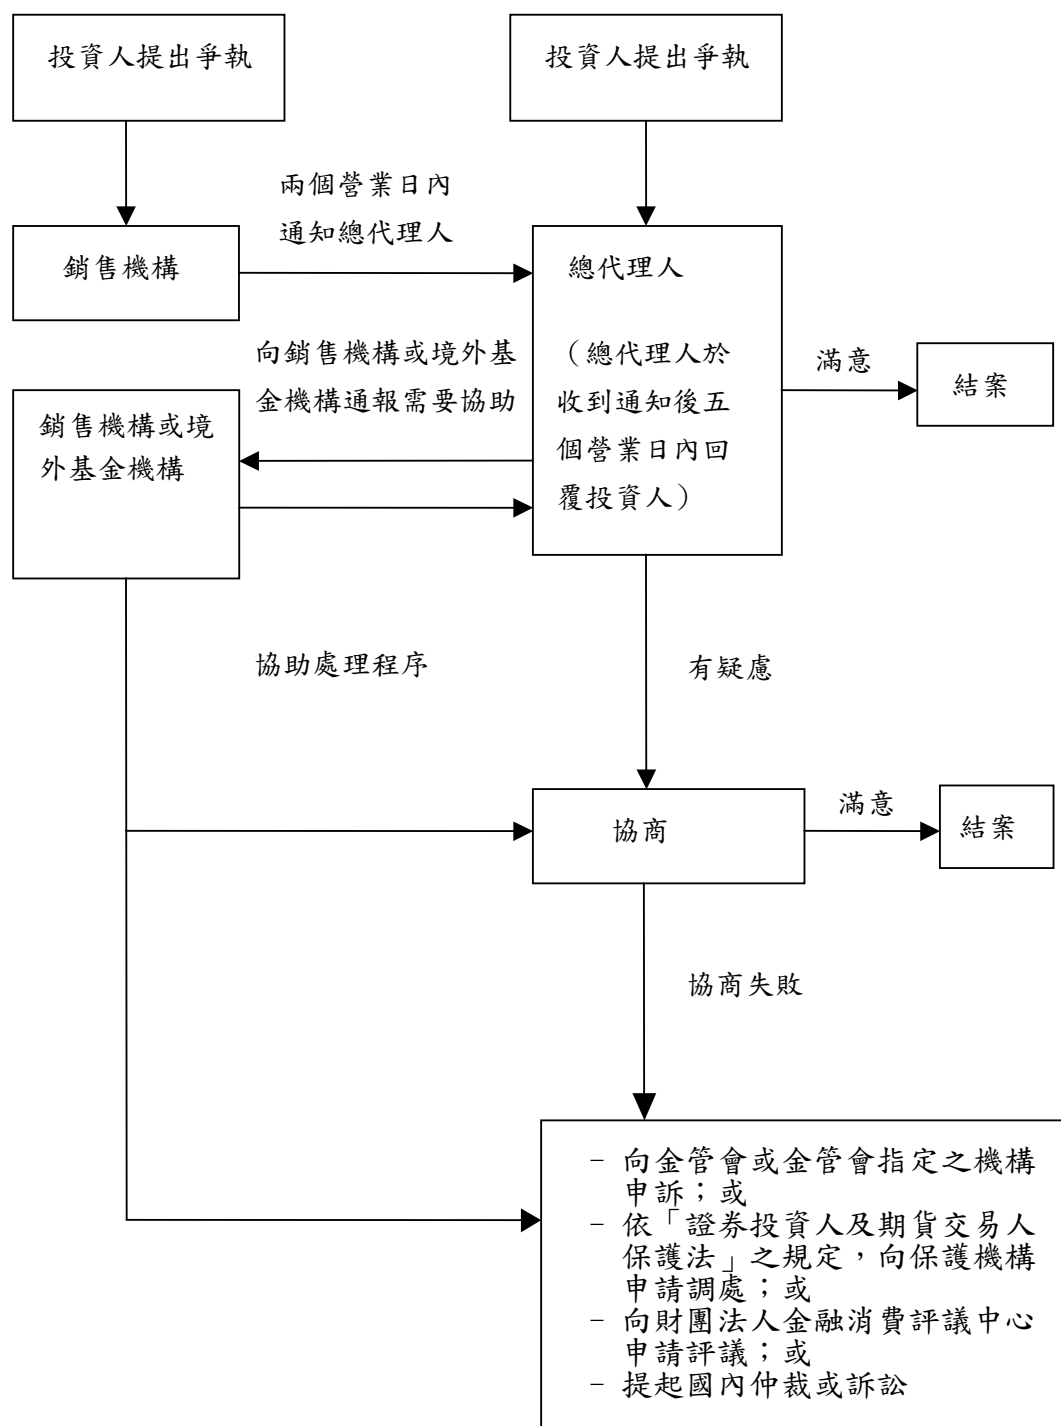 投資人提出爭執
投資人提出爭執
兩個營業日內
通知總代理人
銷售機構
總代理人
（總代理人於
收到通知後五
個營業日內回
覆投資人）
滿意
結案
向銷售機構或境外基
金機構通報需要協助
銷售機構或境
外基金機構
協助處理程序
有疑慮
協商
滿意
結案
協商失敗
- 向金管會或金管會指定之機構
申訴；或
- 依「證券投資人及期貨交易人
保護法」之規定，向保護機構
申請調處；或
- 向財團法人金融消費評議中心
申請評議；或
- 提起國內仲裁或訴訟